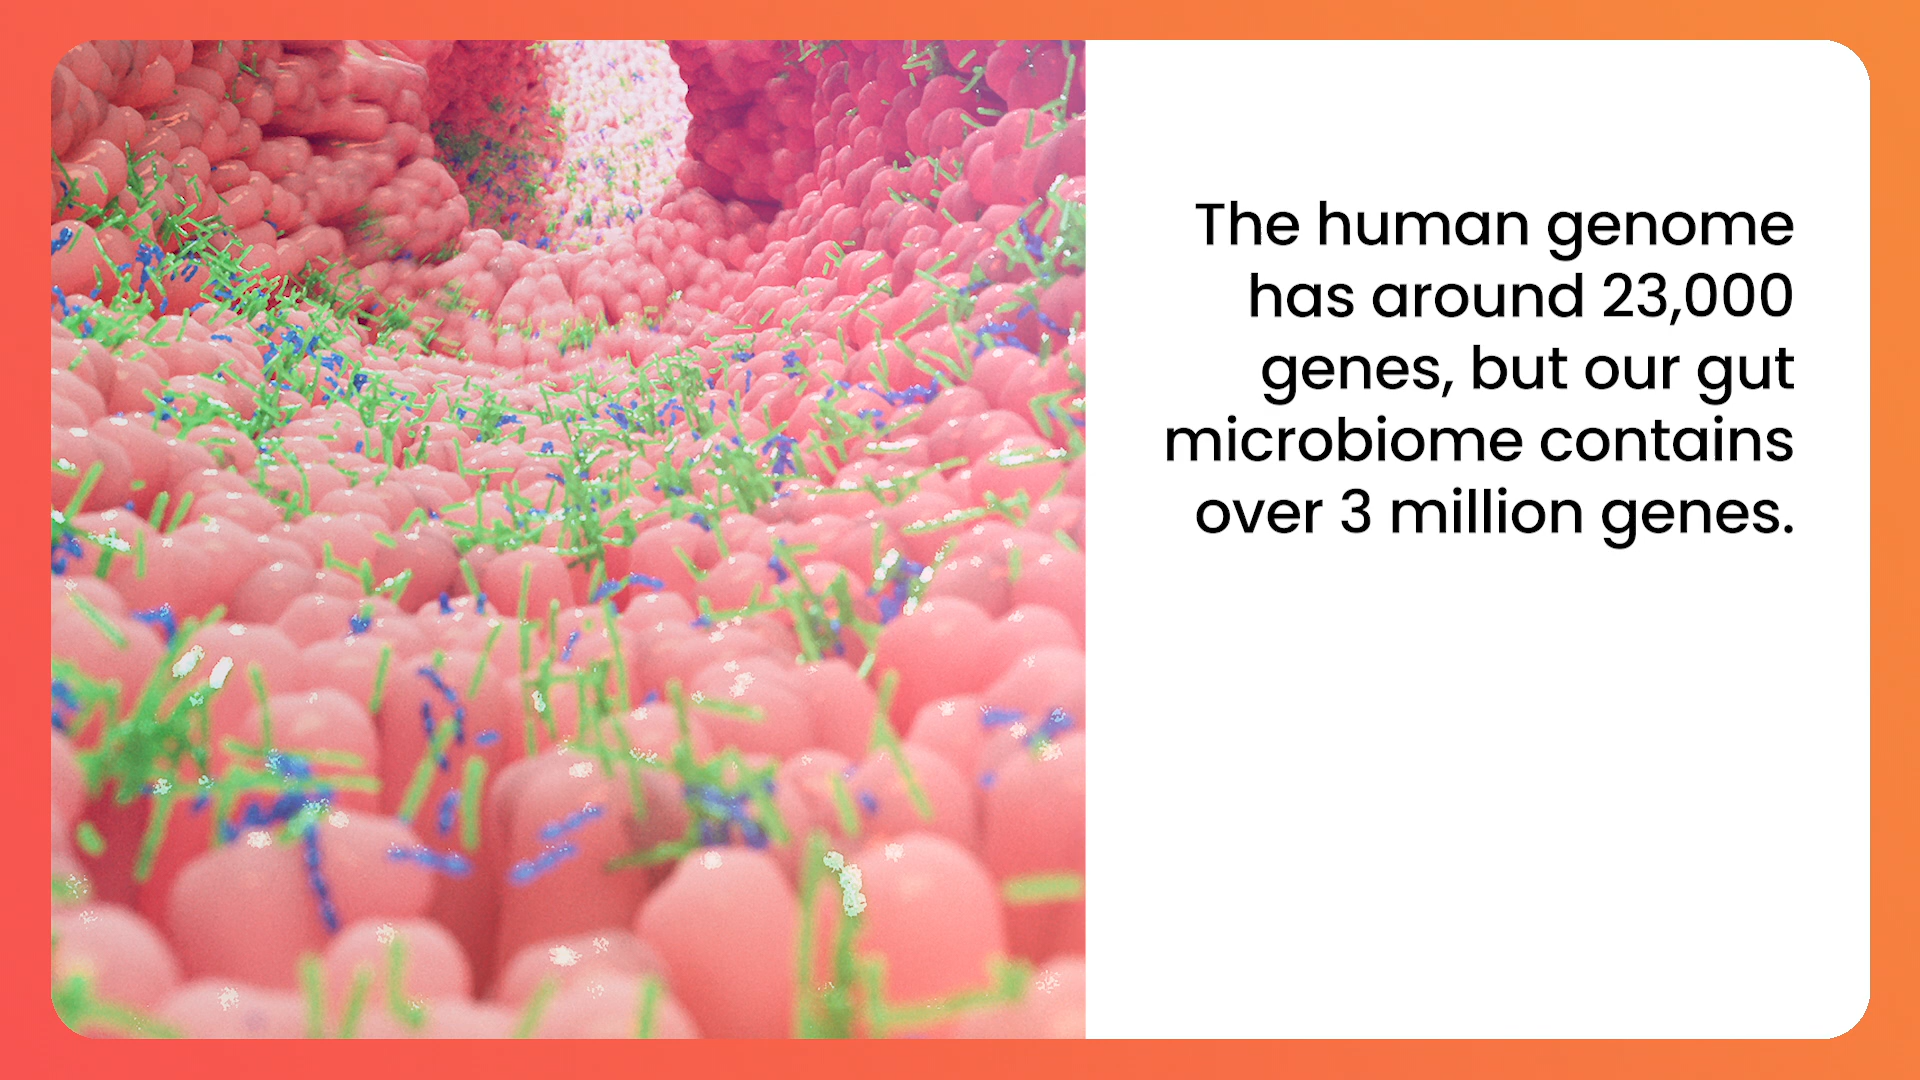 The human genome
has around 23,000
genes, but our gut
microbiome contains
over 3 million genes.